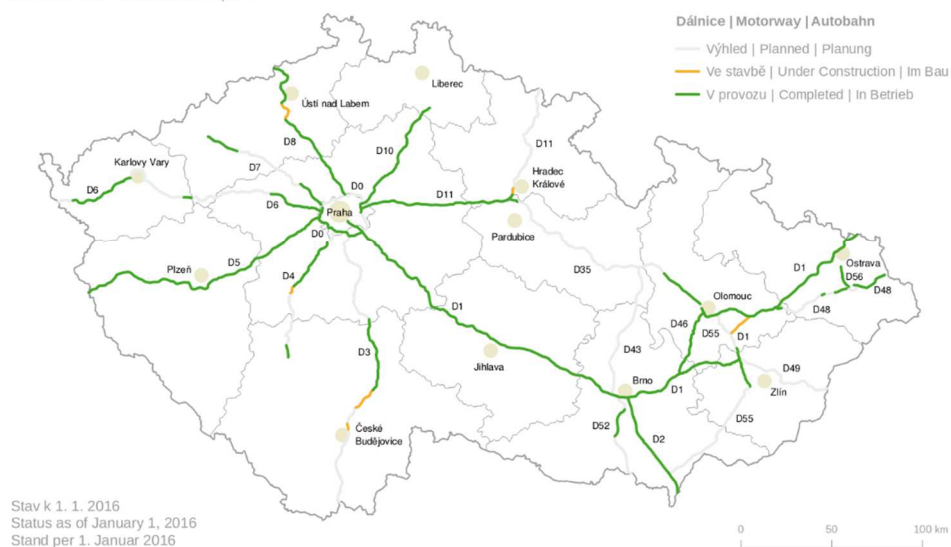 Dálnice | Motorway | Autobahn
Výhled | Planned | Planung
Ve stavbě | Under Construction | Im Bau
V provozu | Completed | In Betrieb
Liberec
Ústí nad Labem
D8
D10
D11
D7
Karlovy Vary
D6
D0
Hradec
Králové
D11
D6
Praha
D0
Pardubice
Plzeň
D5
D4
D35
D1
Ostrava
D56
D48
D1
Olomouc
D48
D46
D55
D1
D3
D43
Jihlava
D49
Brno
D1
Zlín
D55
České
Budějovice
D52
D2
Stav k 1. 1. 2016
Status as of January 1, 2016
Stand per 1. Januar 2016
0 50 100 km